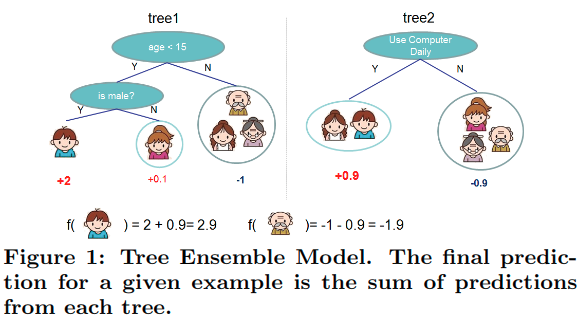 tree1
tree2
age < 15
Use Computer
Daily
Y
N
Y
N
is male?
Y
N
+2
+0.1
-1
+0.9
-0.9
f( ) = 2 + 0.9= 2.9
f( )= -1 - 0.9 = -1.9
Figure 1: Tree Ensemble Model. The final predic-
tion for a given example is the sum of predictions
from each tree.